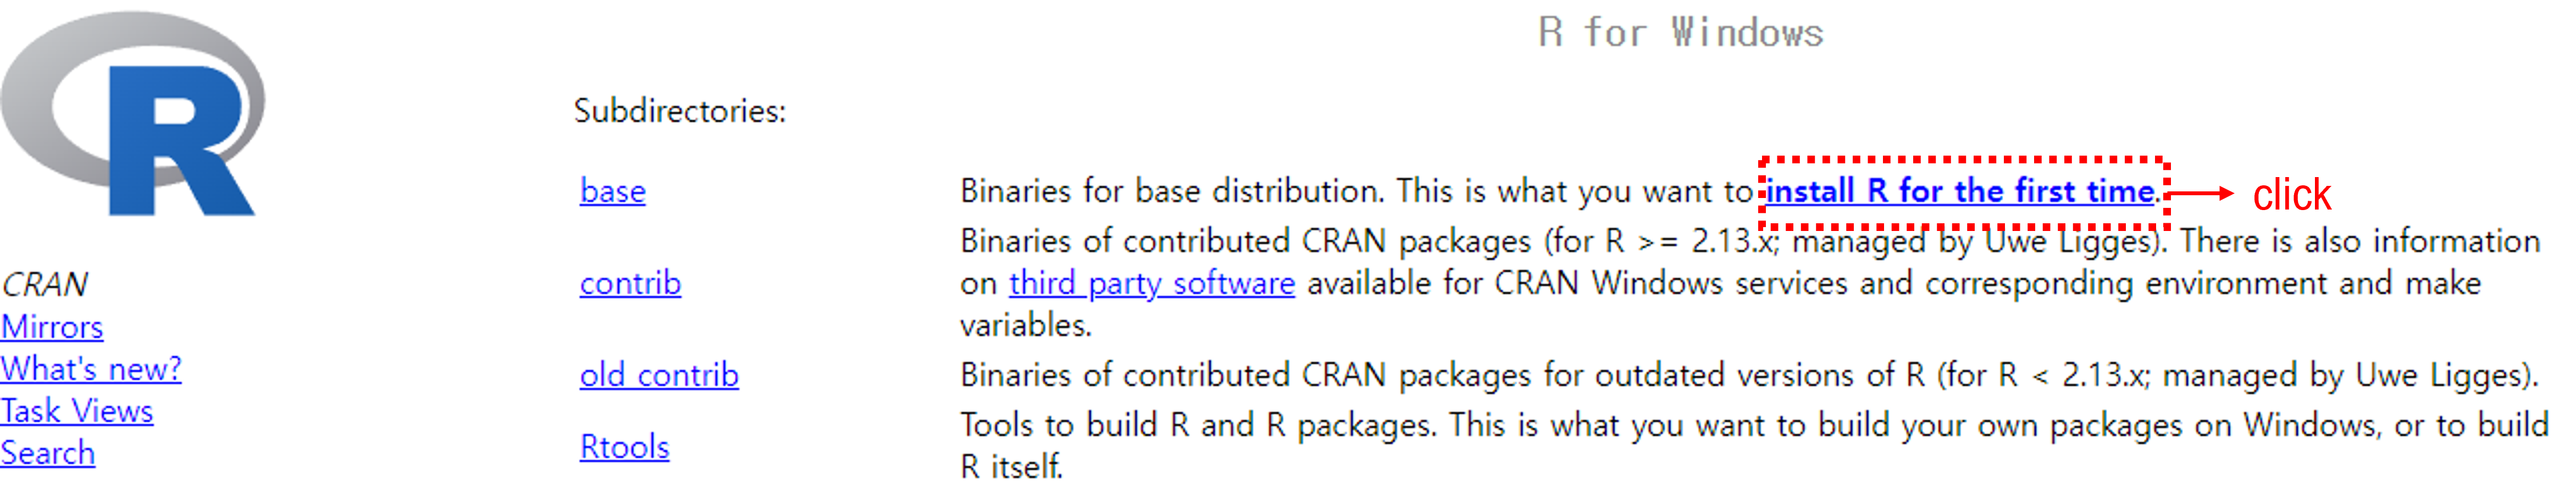 R
R for Windows
Subdirectories:
base
Binaries for base distribution. This is what you want to install R for the first time.
click
contrib
Binaries of contributed CRAN packages (for R >= 2.13.x; managed by Uwe Ligges). There is also information
on third party software available for CRAN Windows services and corresponding environment and make
variables.
old contrib
Binaries of contributed CRAN packages for outdated versions of R (for R < 2.13.x; managed by Uwe Ligges).
Rtools
Tools to build R and R packages. This is what you want to build your own packages on Windows, or to build
R itself.
CRAN
Mirrors
What's new?
Task Views
Search